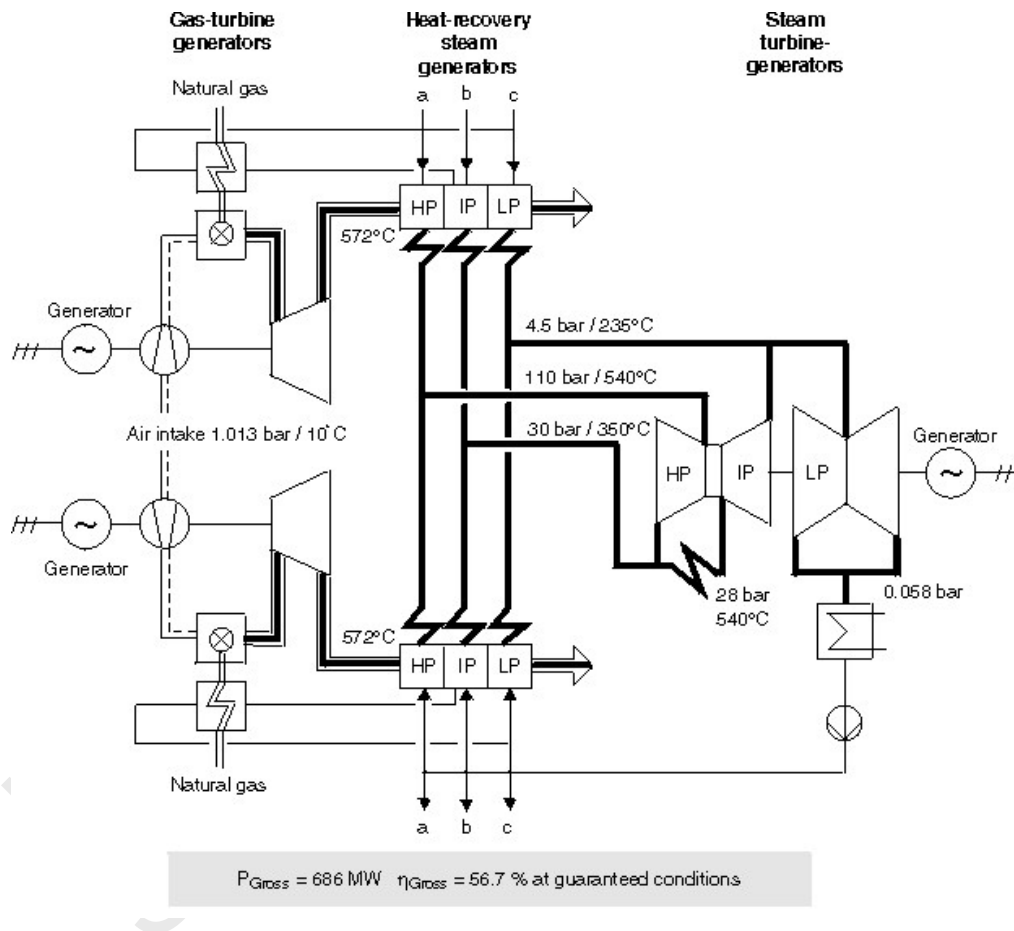 Gas-turbine
generators
Heat-recovery
steam
generators
Steam
turbine-
generators
Natural gas
a
b
c
HP
IP
LP
572°C
Generator
~
4.5 bar / 235°C
110 bar / 540°C
Air intake 1.013 bar / 10°C
30 bar / 350°C
Generator
HP
IP
LP
~
~
Generator
28 bar
540°C
0.058 bar
572°C
HP
IP
LP
Natural gas
a
b
c
PGross = 686 MW ηGross = 56.7 % at guaranteed conditions